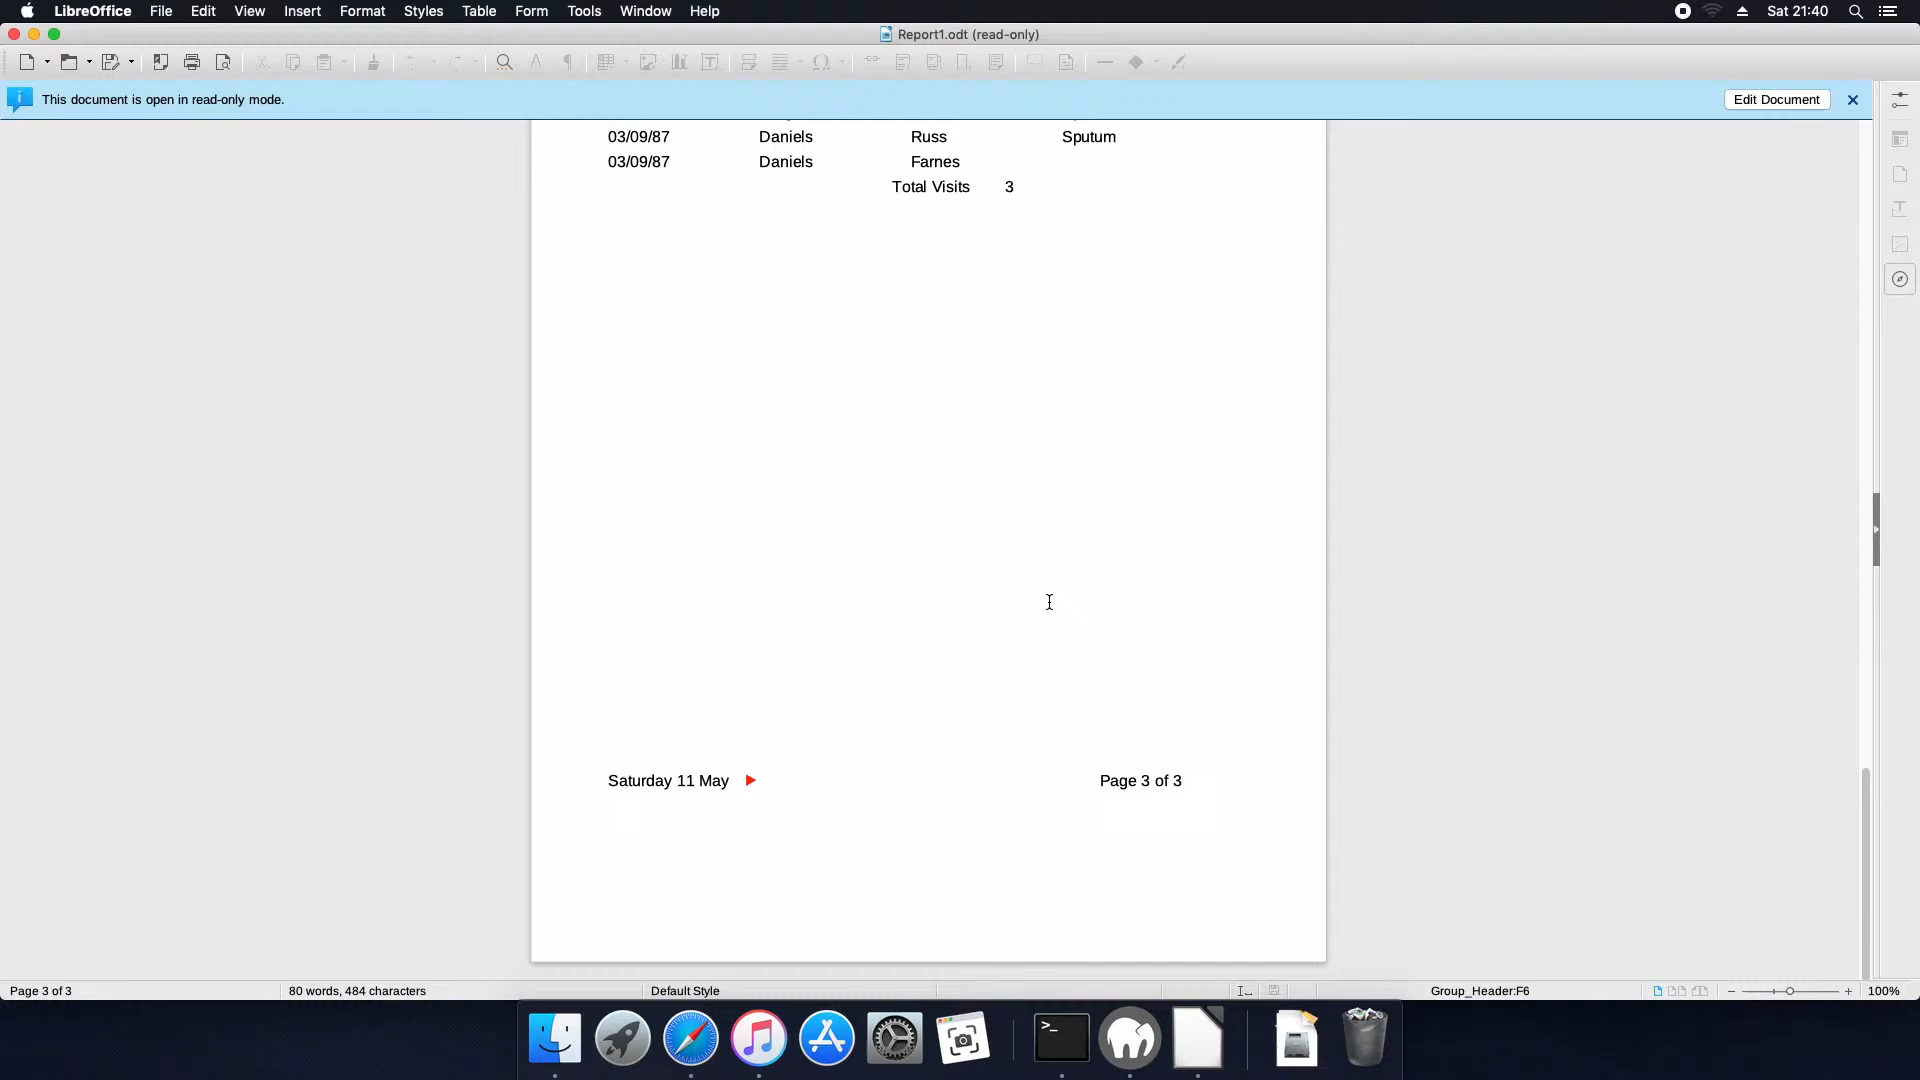 LibreOffice File Edit View Insert Format Styles Table Form Tools Window Help Sat 21:40
Report1.odt (read-only)
This document is open in read-only mode. Edit Document
03/09/87 Daniels Russ Sputum
03/09/87 Daniels Farnes
Total Visits 3
Saturday 11 May Page 3 of 3
Page 3 of 3 80 words, 484 characters Default Style Group_Header:F6 100%